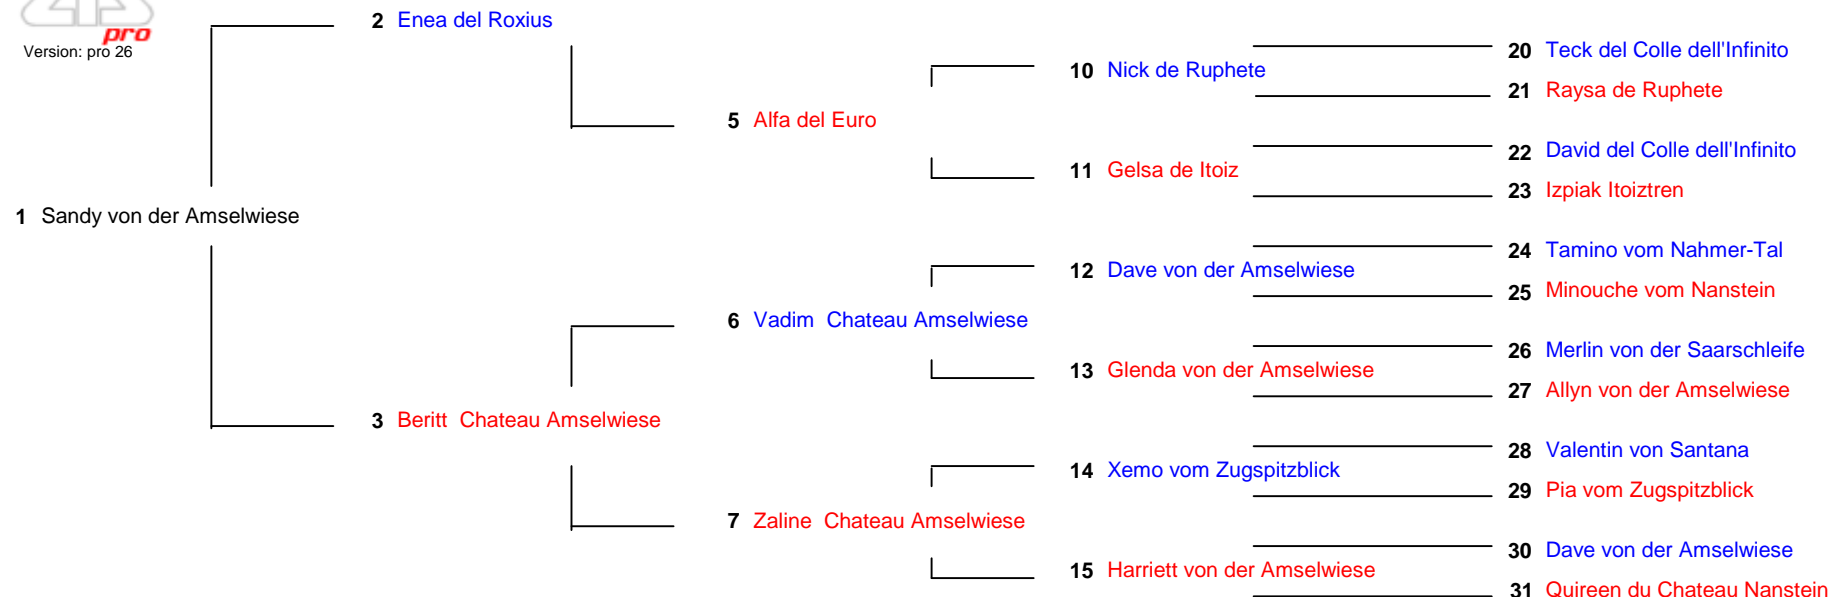 pro
Version: pro 26
2 Enea del Roxius
20 Teck del Colle dell'Infinito
10 Nick de Ruphete
21 Raysa de Ruphete
5 Alfa del Euro
22 David del Colle dell'Infinito
11 Gelsa de Itoiz
23 Izpiak Itoiztren
1 Sandy von der Amselwiese
24 Tamino vom Nahmer-Tal
12 Dave von der Amselwiese
25 Minouche vom Nanstein
6 Vadim Chateau Amselwiese
26 Merlin von der Saarschleife
13 Glenda von der Amselwiese
27 Allyn von der Amselwiese
3 Beritt Chateau Amselwiese
28 Valentin von Santana
14 Xemo vom Zugspitzblick
29 Pia vom Zugspitzblick
7 Zaline Chateau Amselwiese
30 Dave von der Amselwiese
15 Harriett von der Amselwiese
31 Quireen du Chateau Nanstein